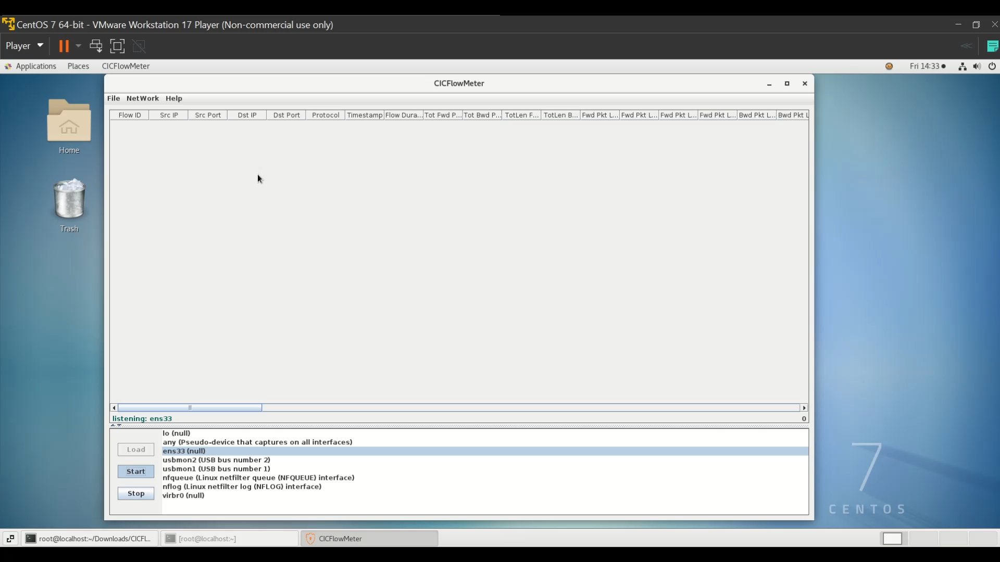 CentOS 7 64-bit - VMware Workstation 17 Player (Non-commercial use only)
Player
Applications Places CICFlowMeter Fri 14:33
CICFlowMeter
File NetWork Help
Flow ID Src IP Src Port Dst IP Dst Port Protocol Timestamp Flow Dura... Tot Fwd P... Tot Bwd P... TotLen F... TotLen B... Fwd Pkt L... Fwd Pkt L... Fwd Pkt L... Fwd Pkt L... Bwd Pkt L... Bwd Pkt L
Home
Trash
listening: ens33 0
lo (null)
any (Pseudo-device that captures on all interfaces)
Load
ens33 (null)
usbmon2 (USB bus number 2)
usbmon1 (USB bus number 1)
Start
nfqueue (Linux netfilter queue (NFQUEUE) interface)
nflog (Linux netfilter log (NFLOG) interface)
Stop
virbr0 (null)
7
CENTOS
root@localhost:~/Downloads/CICFl... [root@localhost:~] CICFlowMeter